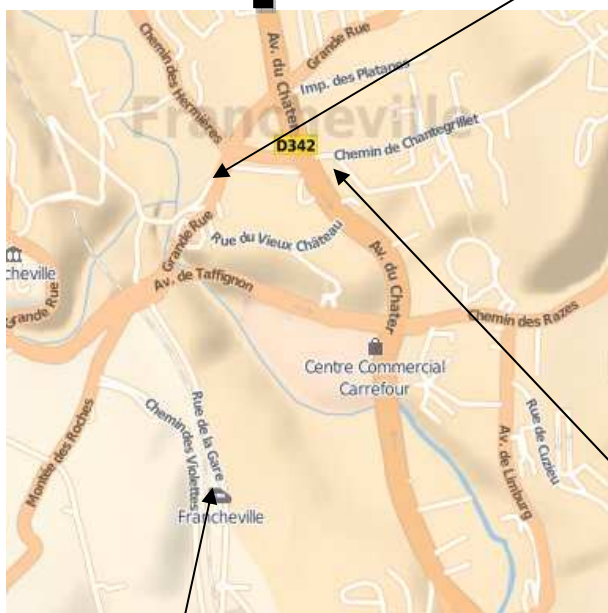 Chemin des Hermières
Av. du Chater
Grande Rue
Imp. des Platanes
Francheville
D342
Chemin de Chantegrillet
Grande Rue
Rue du Vieux Château
Av. du Chater
cheville
Grande Rue
Av. de Taffignon
Chemin des Razes
Centre Commercial
Carrefour
Rue de la Gare
Chemindes Violettes
Montée des Roches
Rue de Cuzieu
Av. de Limburg
Francheville